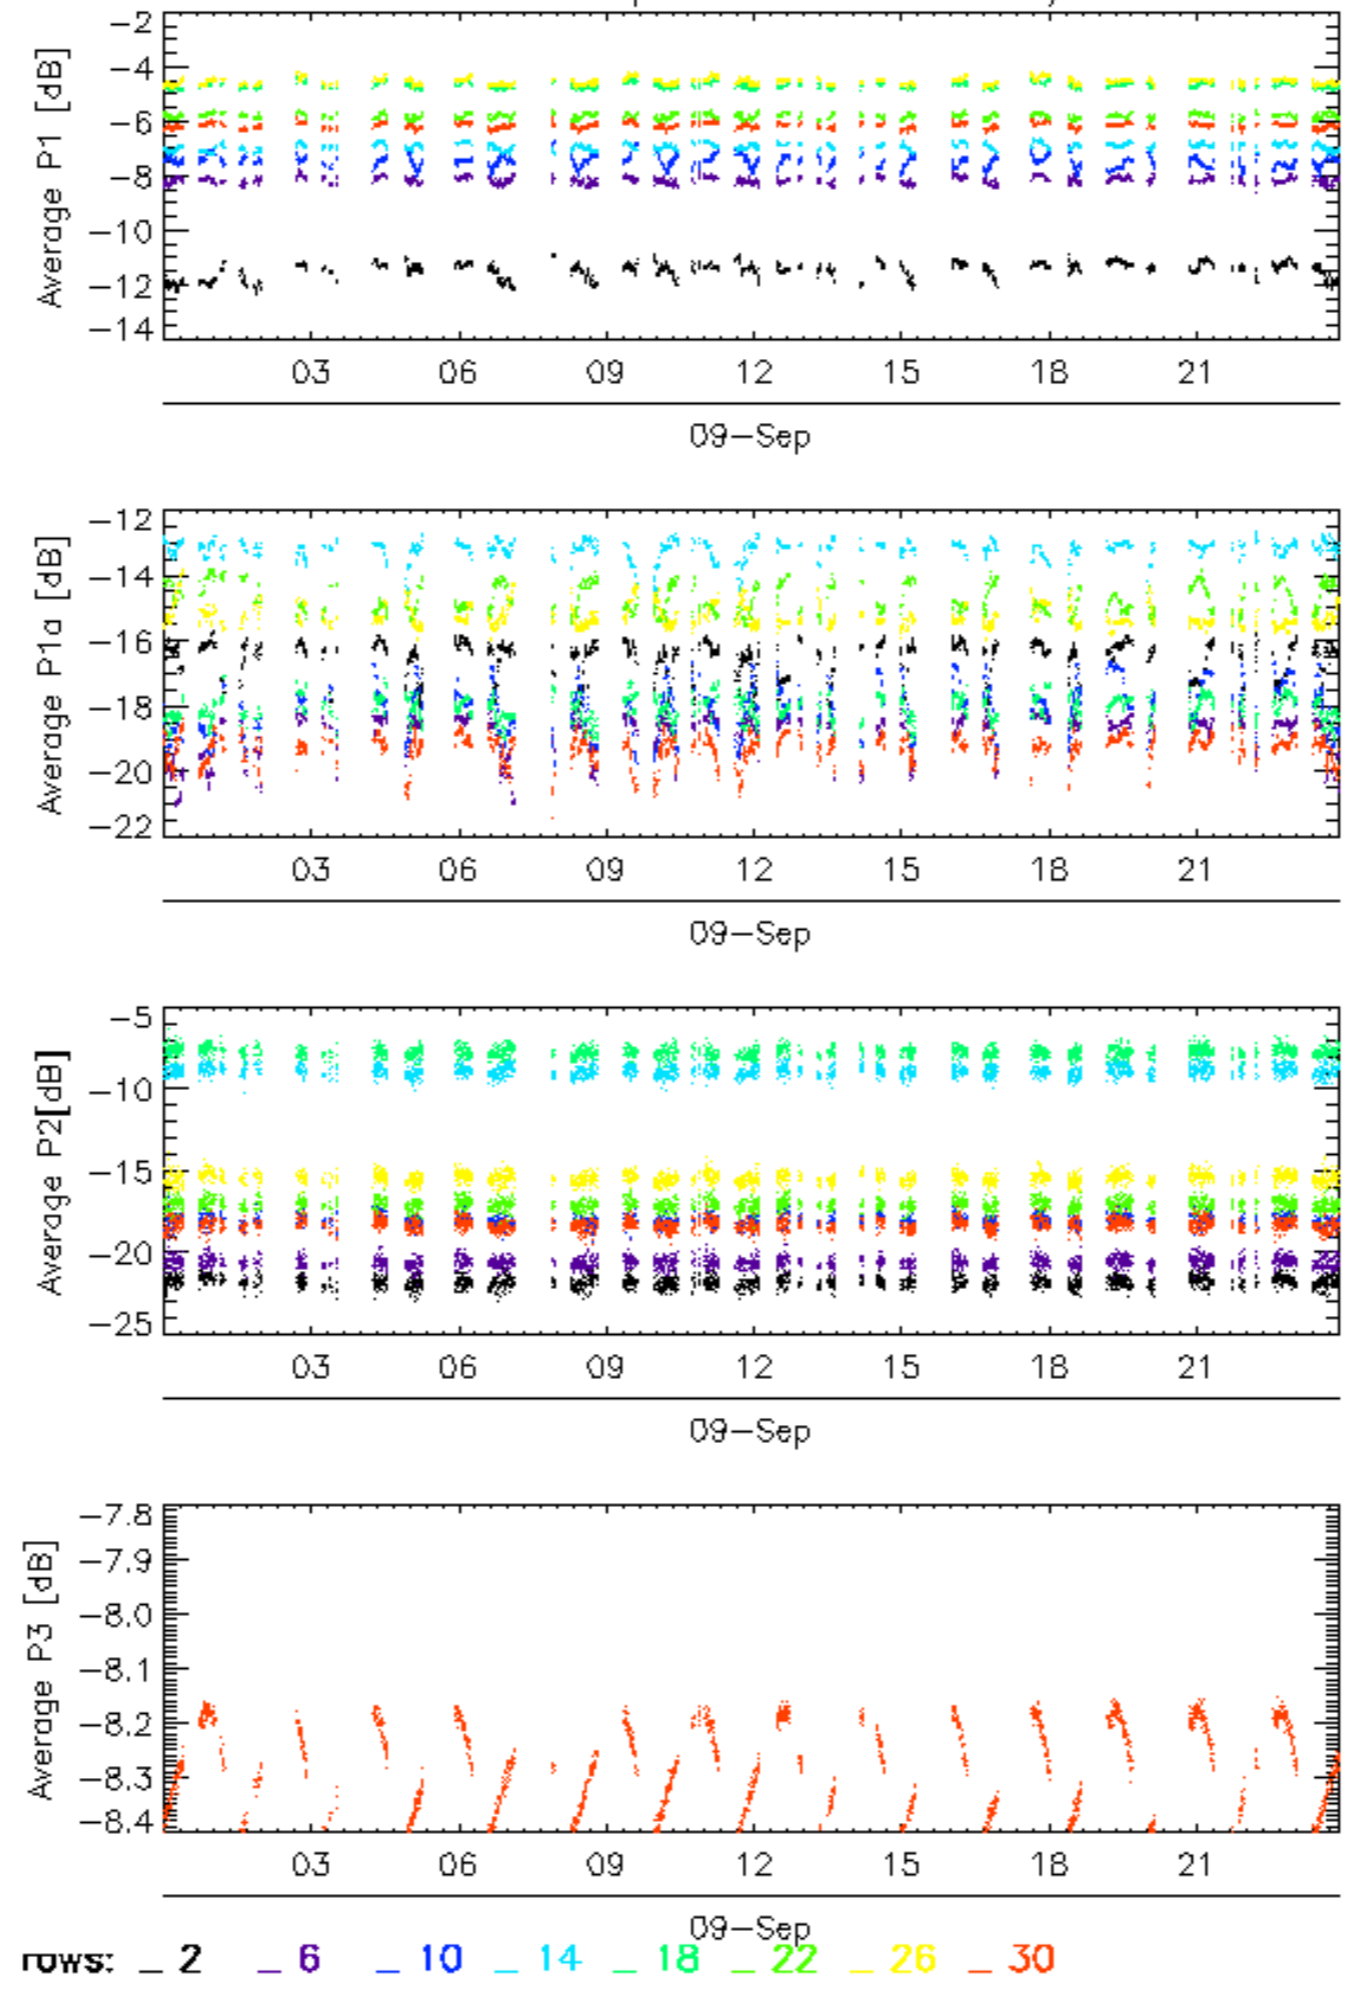 Average P1 [dB]
-2
-4
-6
-8
-10
-12
-14
03 06 09 12 15 18 21
09-Sep
Average P1a [dB]
-12
-14
-16
-18
-20
-22
03 06 09 12 15 18 21
09-Sep
Average P2[dB]
-5
-10
-15
-20
-25
03 06 09 12 15 18 21
09-Sep
Average P3 [dB]
-7.8
-7.9
-8.0
-8.1
-8.2
-8.3
-8.4
03 06 09 12 15 18 21
09-Sep
rows: _ 2 _ 6 _ 10 _ 14 _ 18 _ 22 _ 26 _ 30